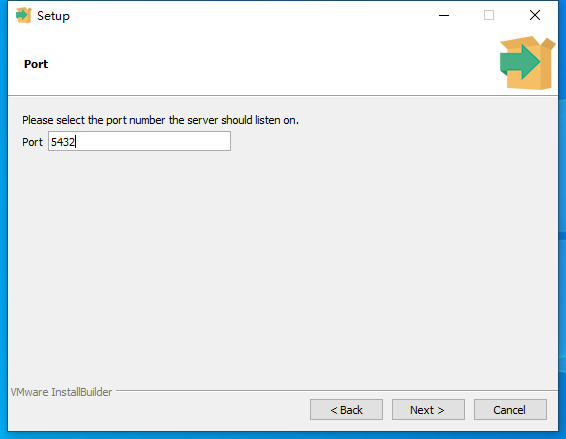 Setup
Port
Please select the port number the server should listen on.
Port 5432
VMware InstallBuilder
< Back Next > Cancel